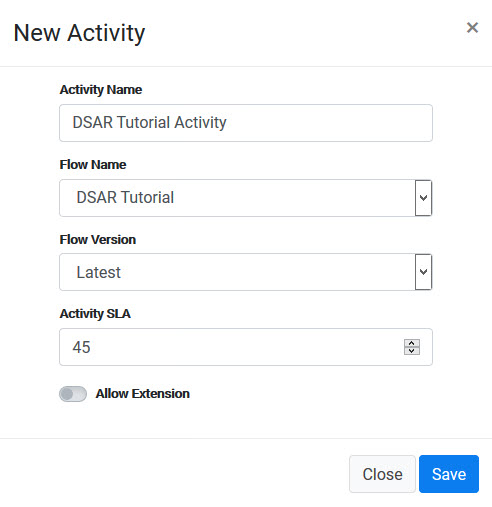 New Activity
×
Activity Name
DSAR Tutorial Activity
Flow Name
DSAR Tutorial
Flow Version
Latest
Activity SLA
45
Allow Extension
Close Save